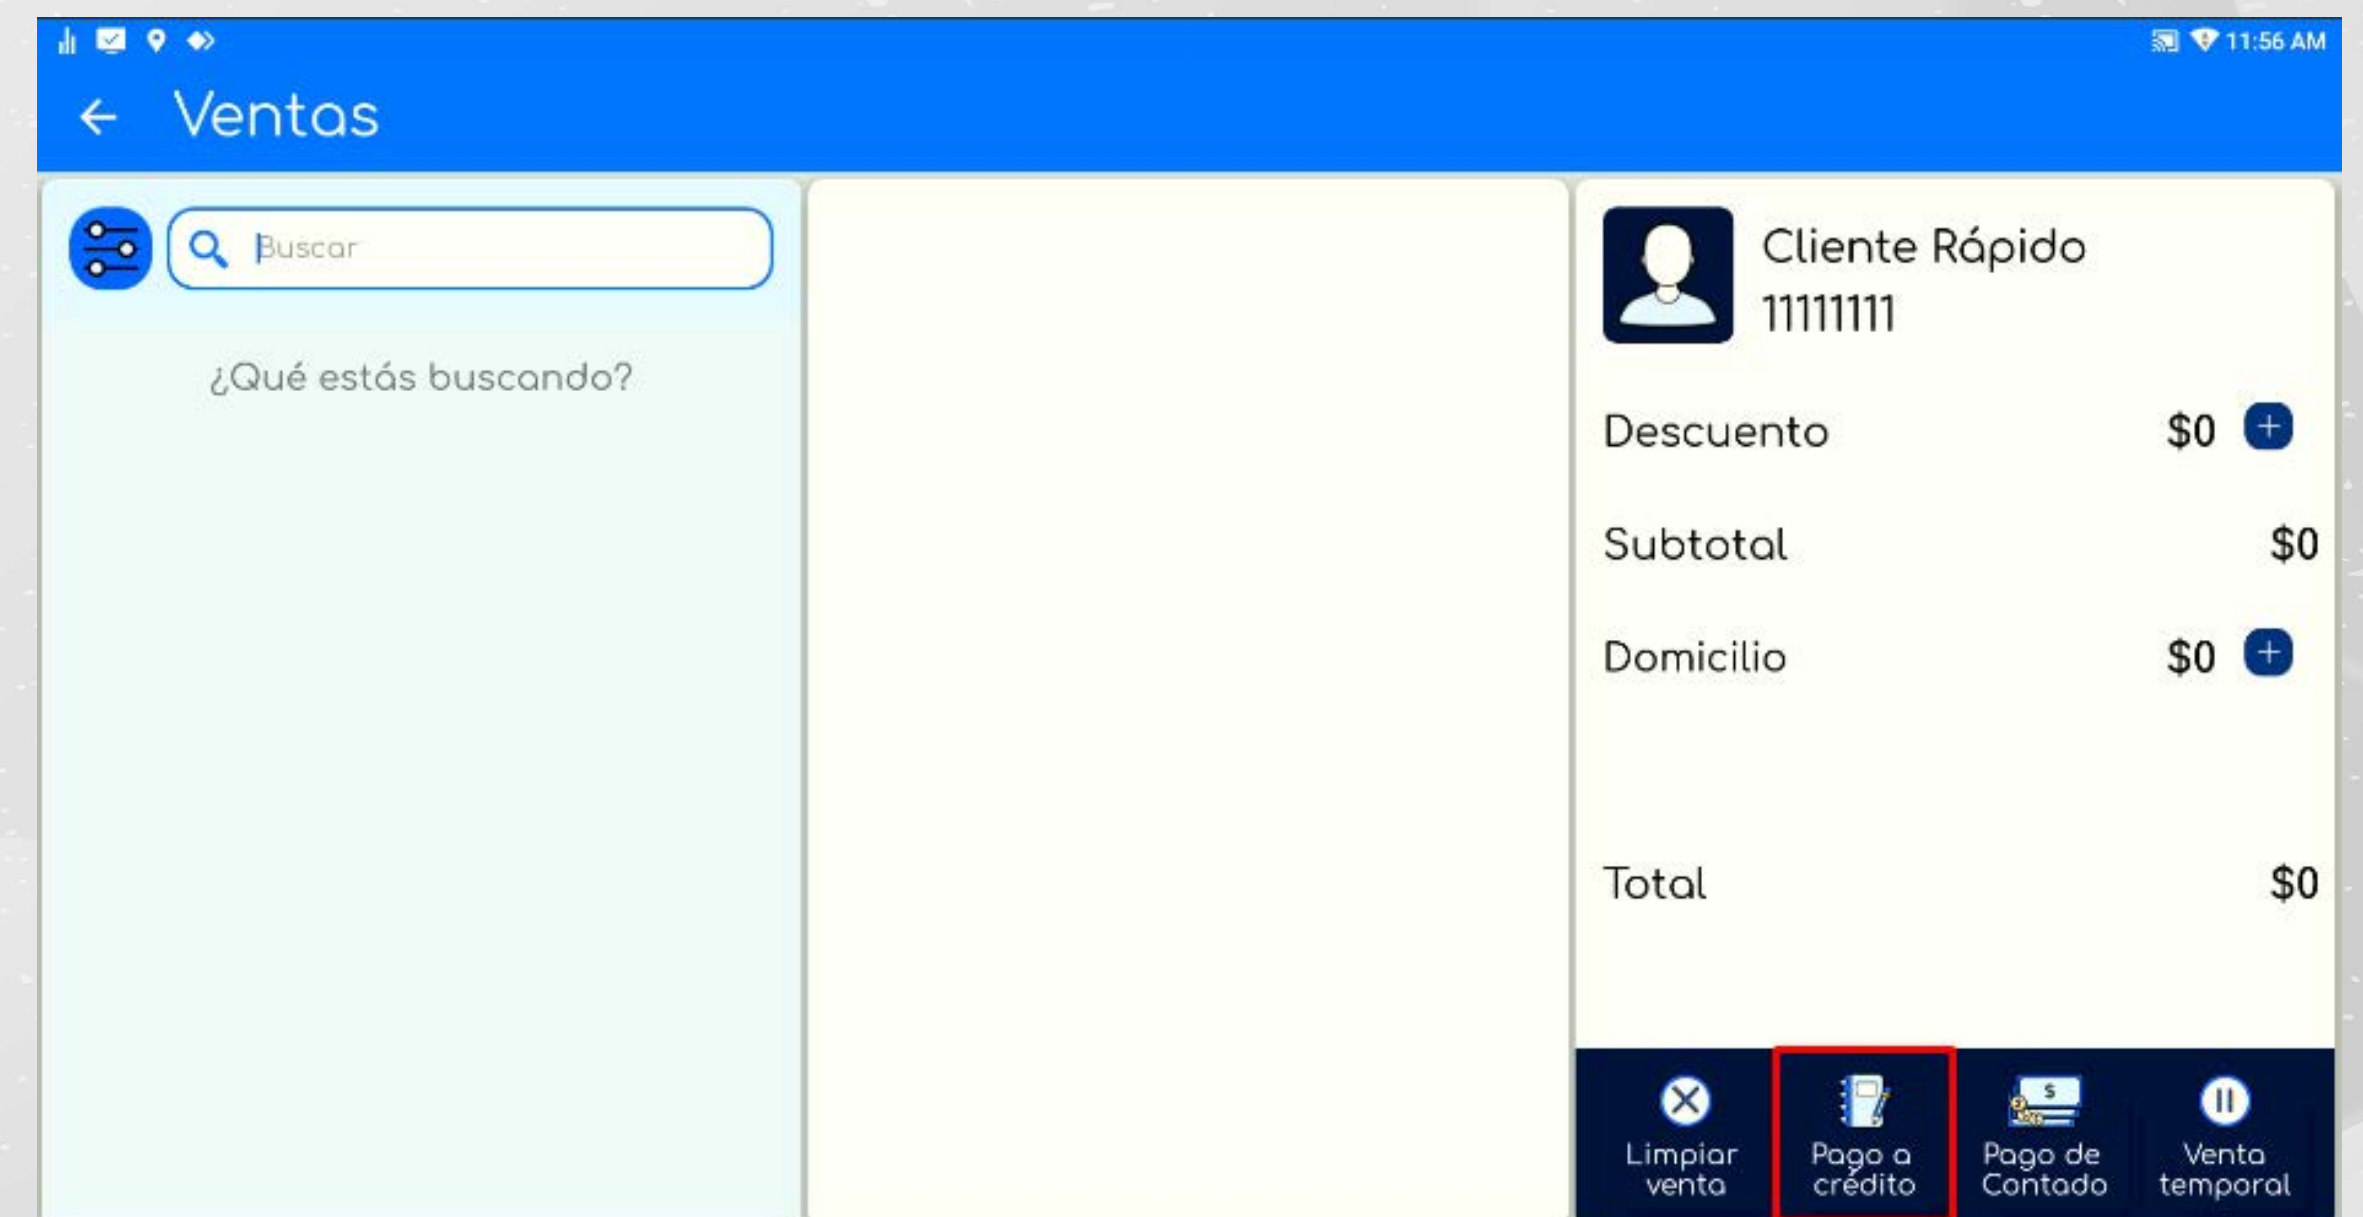 11:56 AM
Ventas
Buscar
¿Qué estás buscando?
Cliente Rápido
11111111
Descuento $0 +
Subtotal $0
Domicilio $0 +
Total $0
Limpiar venta
Pago a crédito
Pago de Contado
Venta temporal